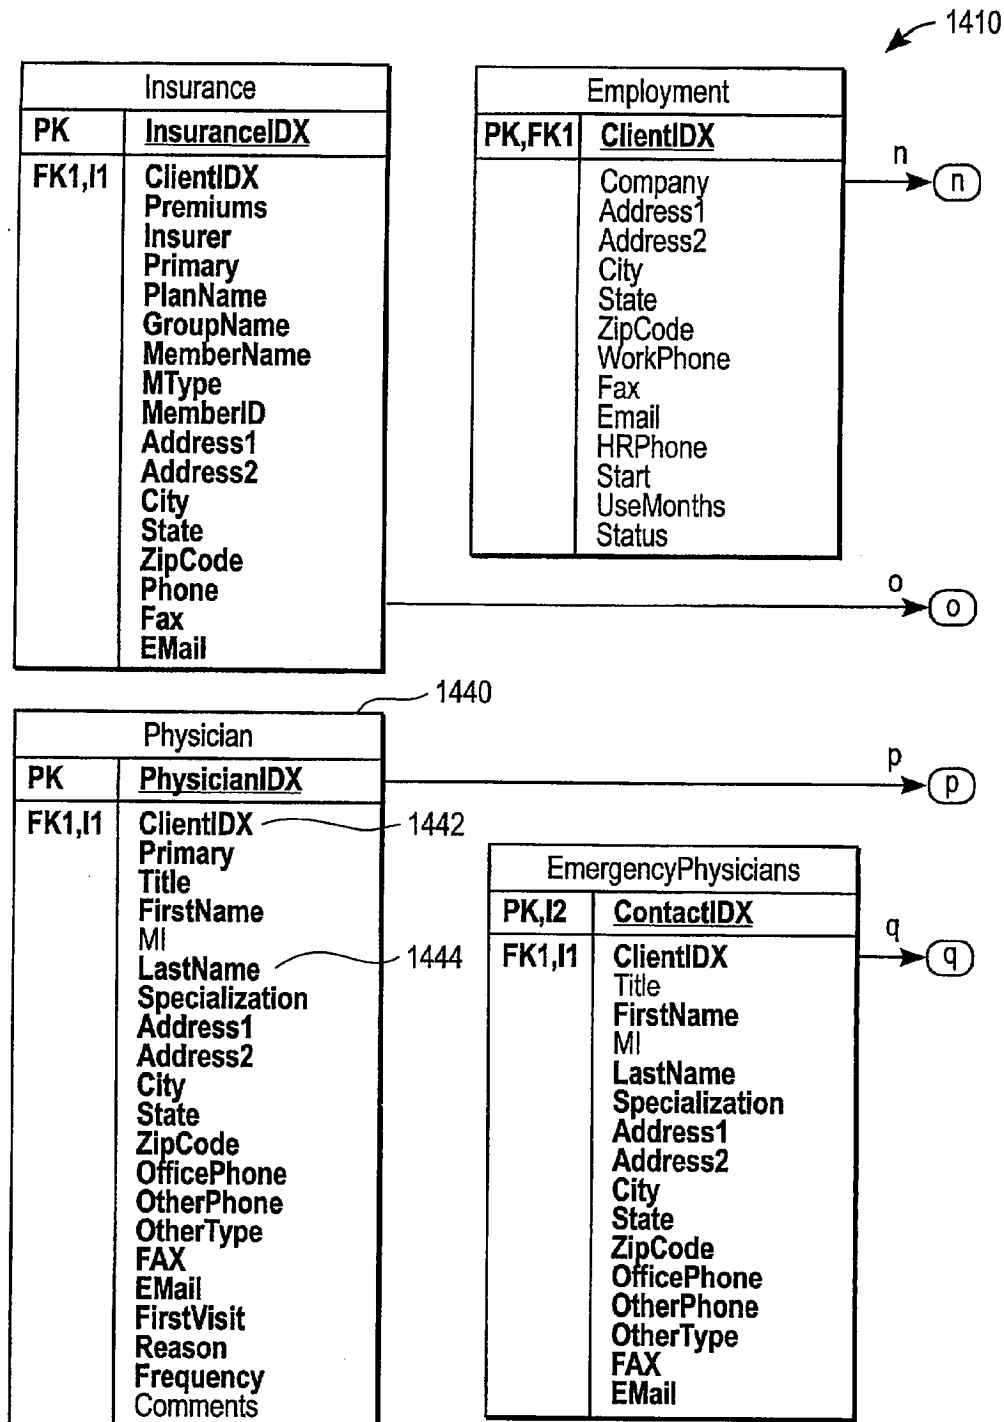 1410
Insurance
PK InsuranceIDX
FK1,I1 ClientIDX
Premiums
Insurer
Primary
PlanName
GroupName
MemberName
MType
MemberID
Address1
Address2
City
State
ZipCode
Phone
Fax
EMail
Employment
PK,FK1 ClientIDX
Company
Address1
Address2
City
State
ZipCode
WorkPhone
Fax
Email
HRPhone
Start
UseMonths
Status
n
n
o
o
1440
Physician
PK PhysicianIDX
FK1,I1 ClientIDX 1442
Primary
Title
FirstName
MI
LastName 1444
Specialization
Address1
Address2
City
State
ZipCode
OfficePhone
OtherPhone
OtherType
FAX
EMail
FirstVisit
Reason
Frequency
Comments
p
p
EmergencyPhysicians
PK,I2 ContactIDX
FK1,I1 ClientIDX
Title
FirstName
MI
LastName
Specialization
Address1
Address2
City
State
ZipCode
OfficePhone
OtherPhone
OtherType
FAX
EMail
q
q